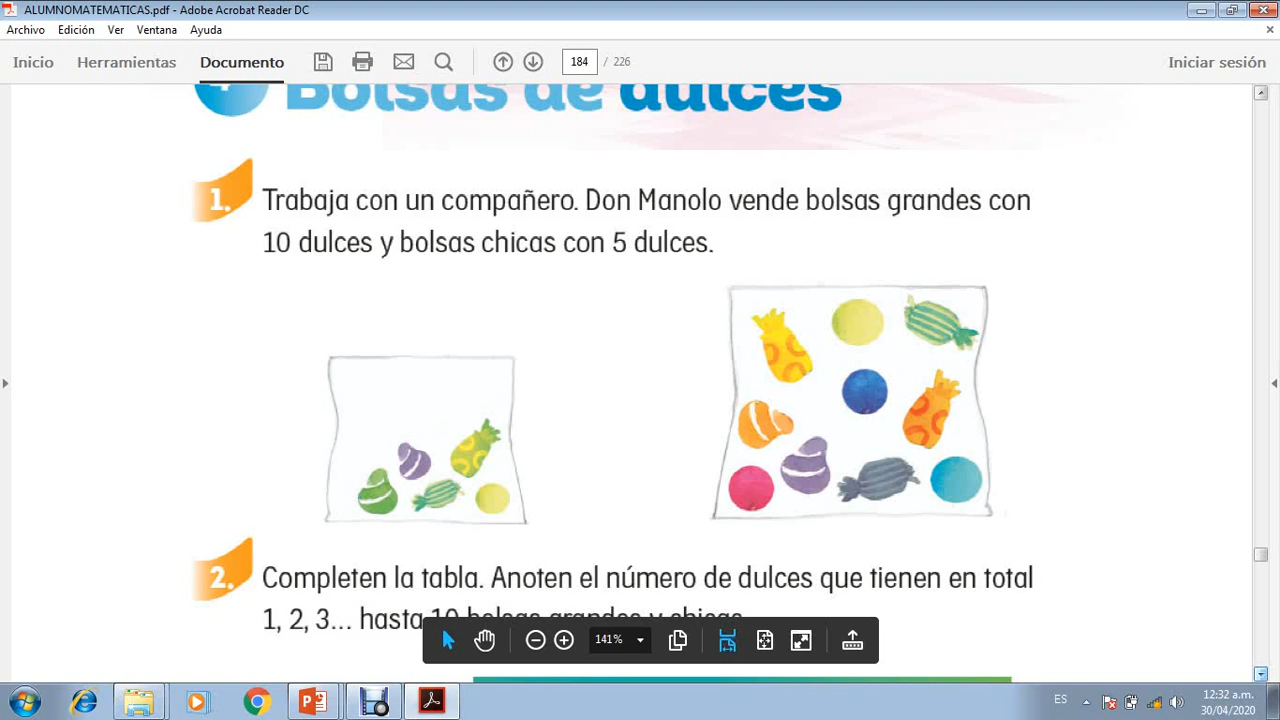 ALUMNOMATEMATICAS.pdf - Adobe Acrobat Reader DC
Archivo Edición Ver Ventana Ayuda
Inicio Herramientas Documento 184 / 226 Iniciar sesión
Bolsas de dulces
1. Trabaja con un compañero. Don Manolo vende bolsas grandes con
10 dulces y bolsas chicas con 5 dulces.
2. Completen la tabla. Anoten el número de dulces que tienen en total
1, 2, 3... hasta 10 bolsas grandes y chicas.
141%
ES 12:32 a.m.
30/04/2020